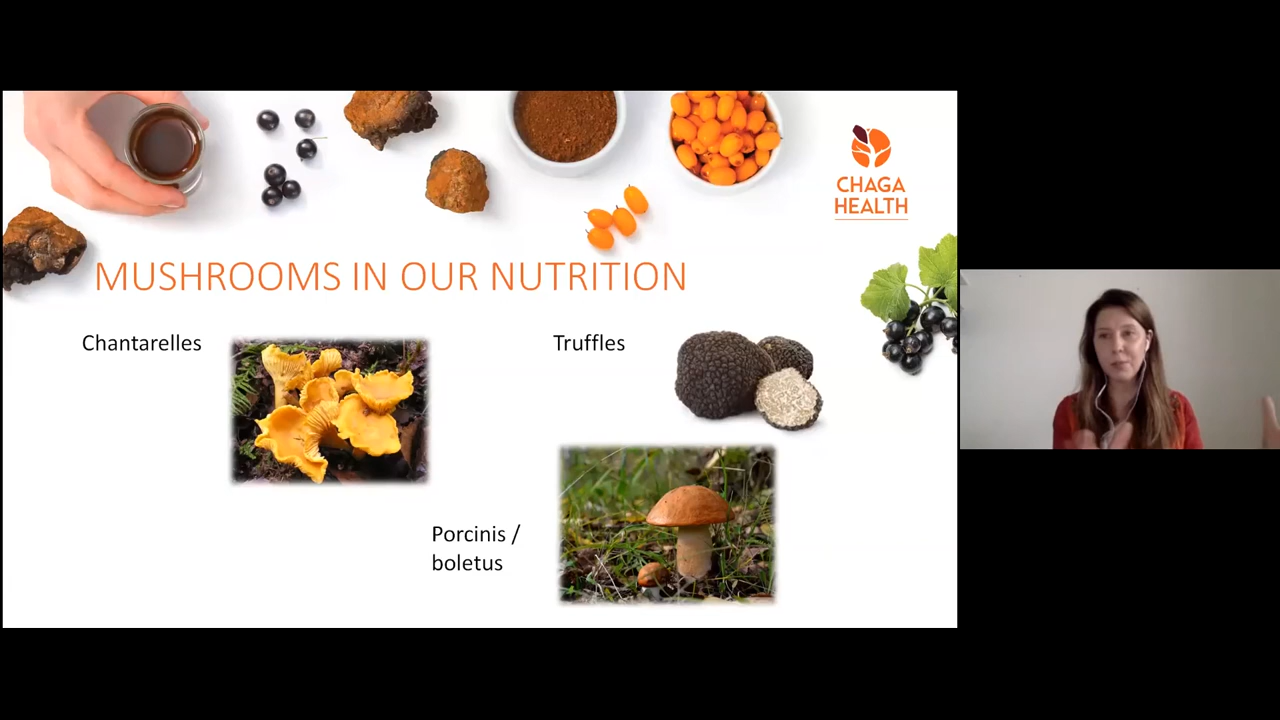 CHAGA
HEALTH
MUSHROOMS IN OUR NUTRITION
Chantarelles
Truffles
Porcinis /
boletus